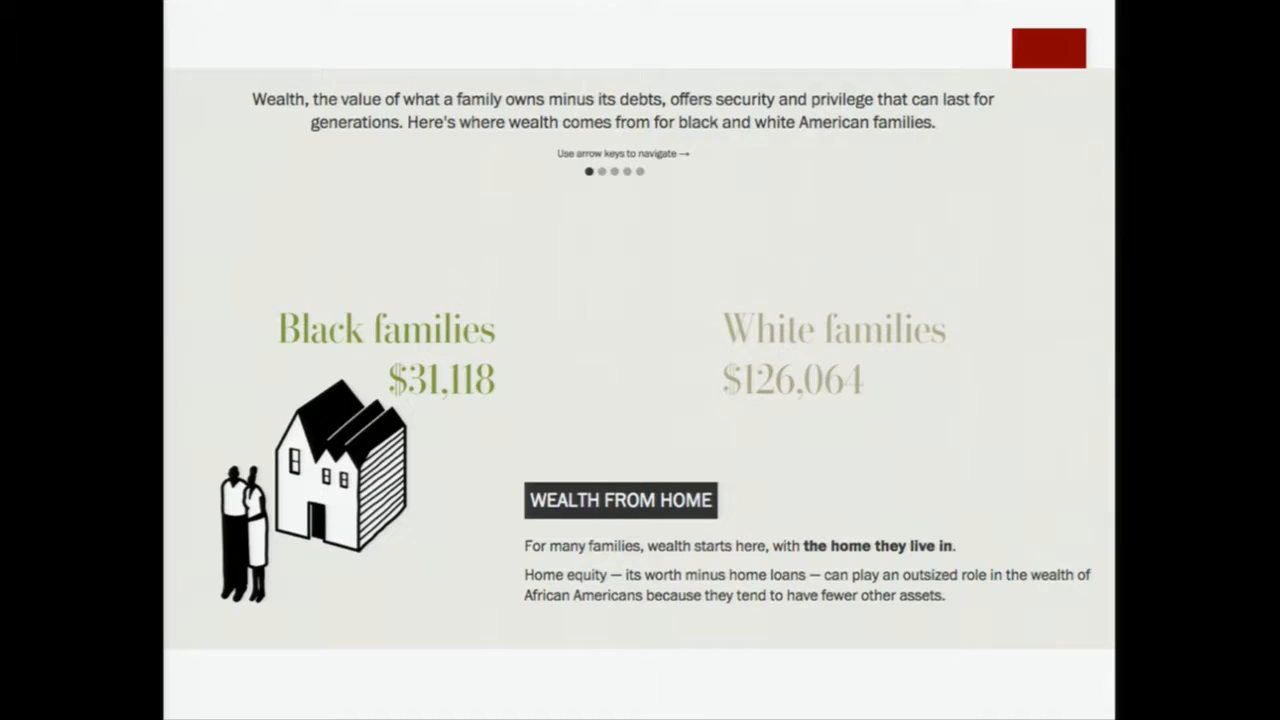 Wealth, the value of what a family owns minus its debts, offers security and privilege that can last for
generations. Here's where wealth comes from for black and white American families.
Use arrow keys to navigate →
Black families
$31,118
White families
$126,064
WEALTH FROM HOME
For many families, wealth starts here, with the home they live in.
Home equity — its worth minus home loans — can play an outsized role in the wealth of
African Americans because they tend to have fewer other assets.